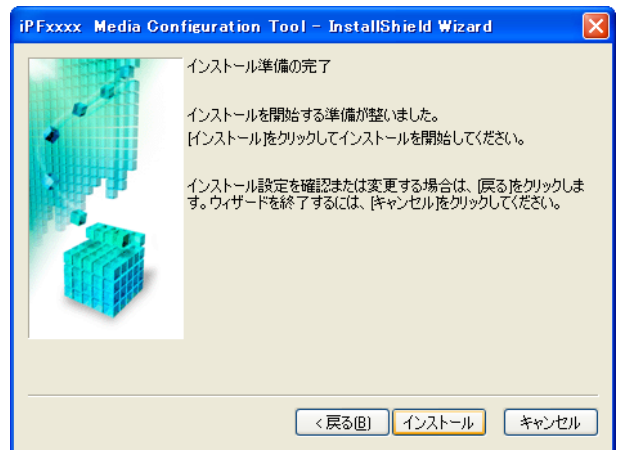 iPFxxxx Media Configuration Tool - InstallShield Wizard
インストール準備の完了
インストールを開始する準備が整いました。
[インストール]をクリックしてインストールを開始してください。
インストール設定を確認または変更する場合は、[戻る]をクリックしま
す。ウィザードを終了するには、[キャンセル]をクリックしてください。
< 戻る(B) インストール キャンセル